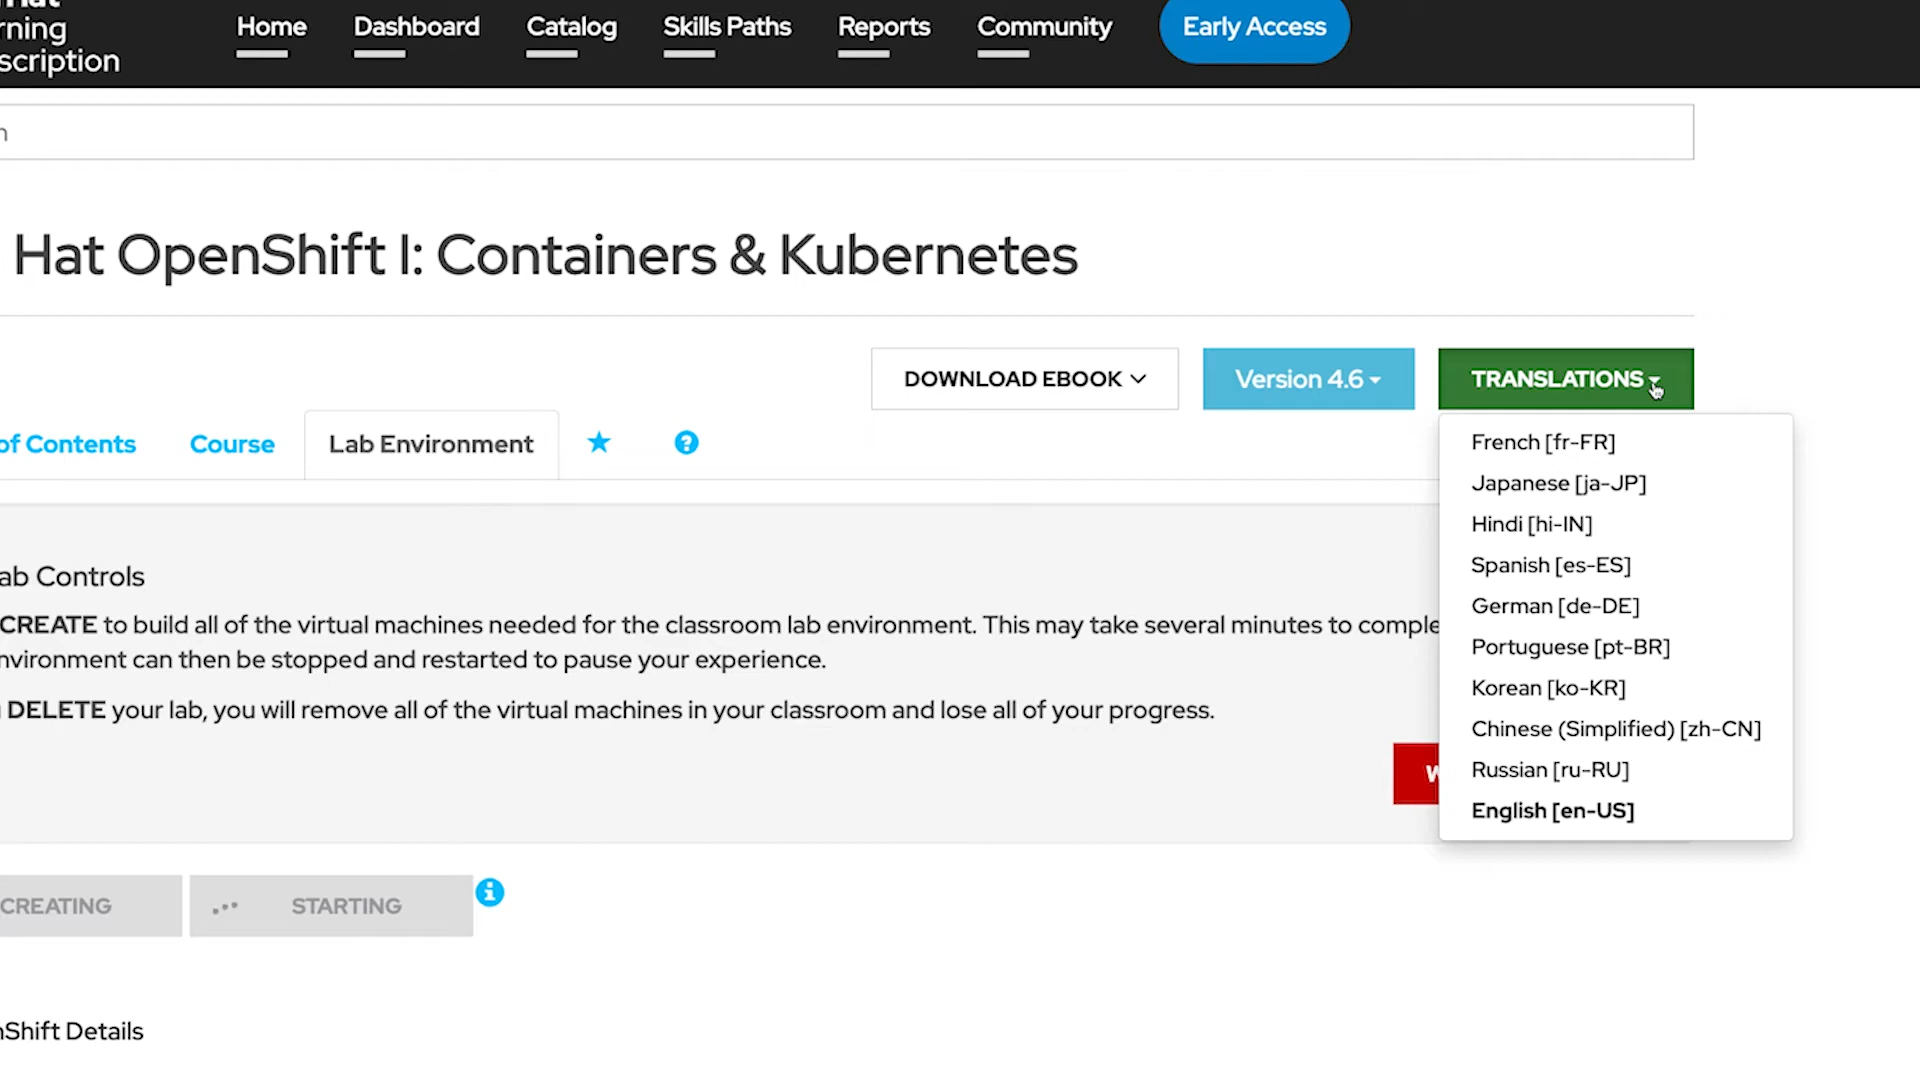 rning
scription
Home Dashboard Catalog Skills Paths Reports Community Early Access
Hat OpenShift I: Containers & Kubernetes
DOWNLOAD EBOOK Version 4.6 TRANSLATIONS
of Contents Course Lab Environment
French [fr-FR]
Japanese [ja-JP]
Hindi [hi-IN]
Spanish [es-ES]
German [de-DE]
Portuguese [pt-BR]
Korean [ko-KR]
Chinese (Simplified) [zh-CN]
Russian [ru-RU]
English [en-US]
ab Controls
CREATE to build all of the virtual machines needed for the classroom lab environment. This may take several minutes to comple
nvironment can then be stopped and restarted to pause your experience.
DELETE your lab, you will remove all of the virtual machines in your classroom and lose all of your progress.
CREATING STARTING
nShift Details